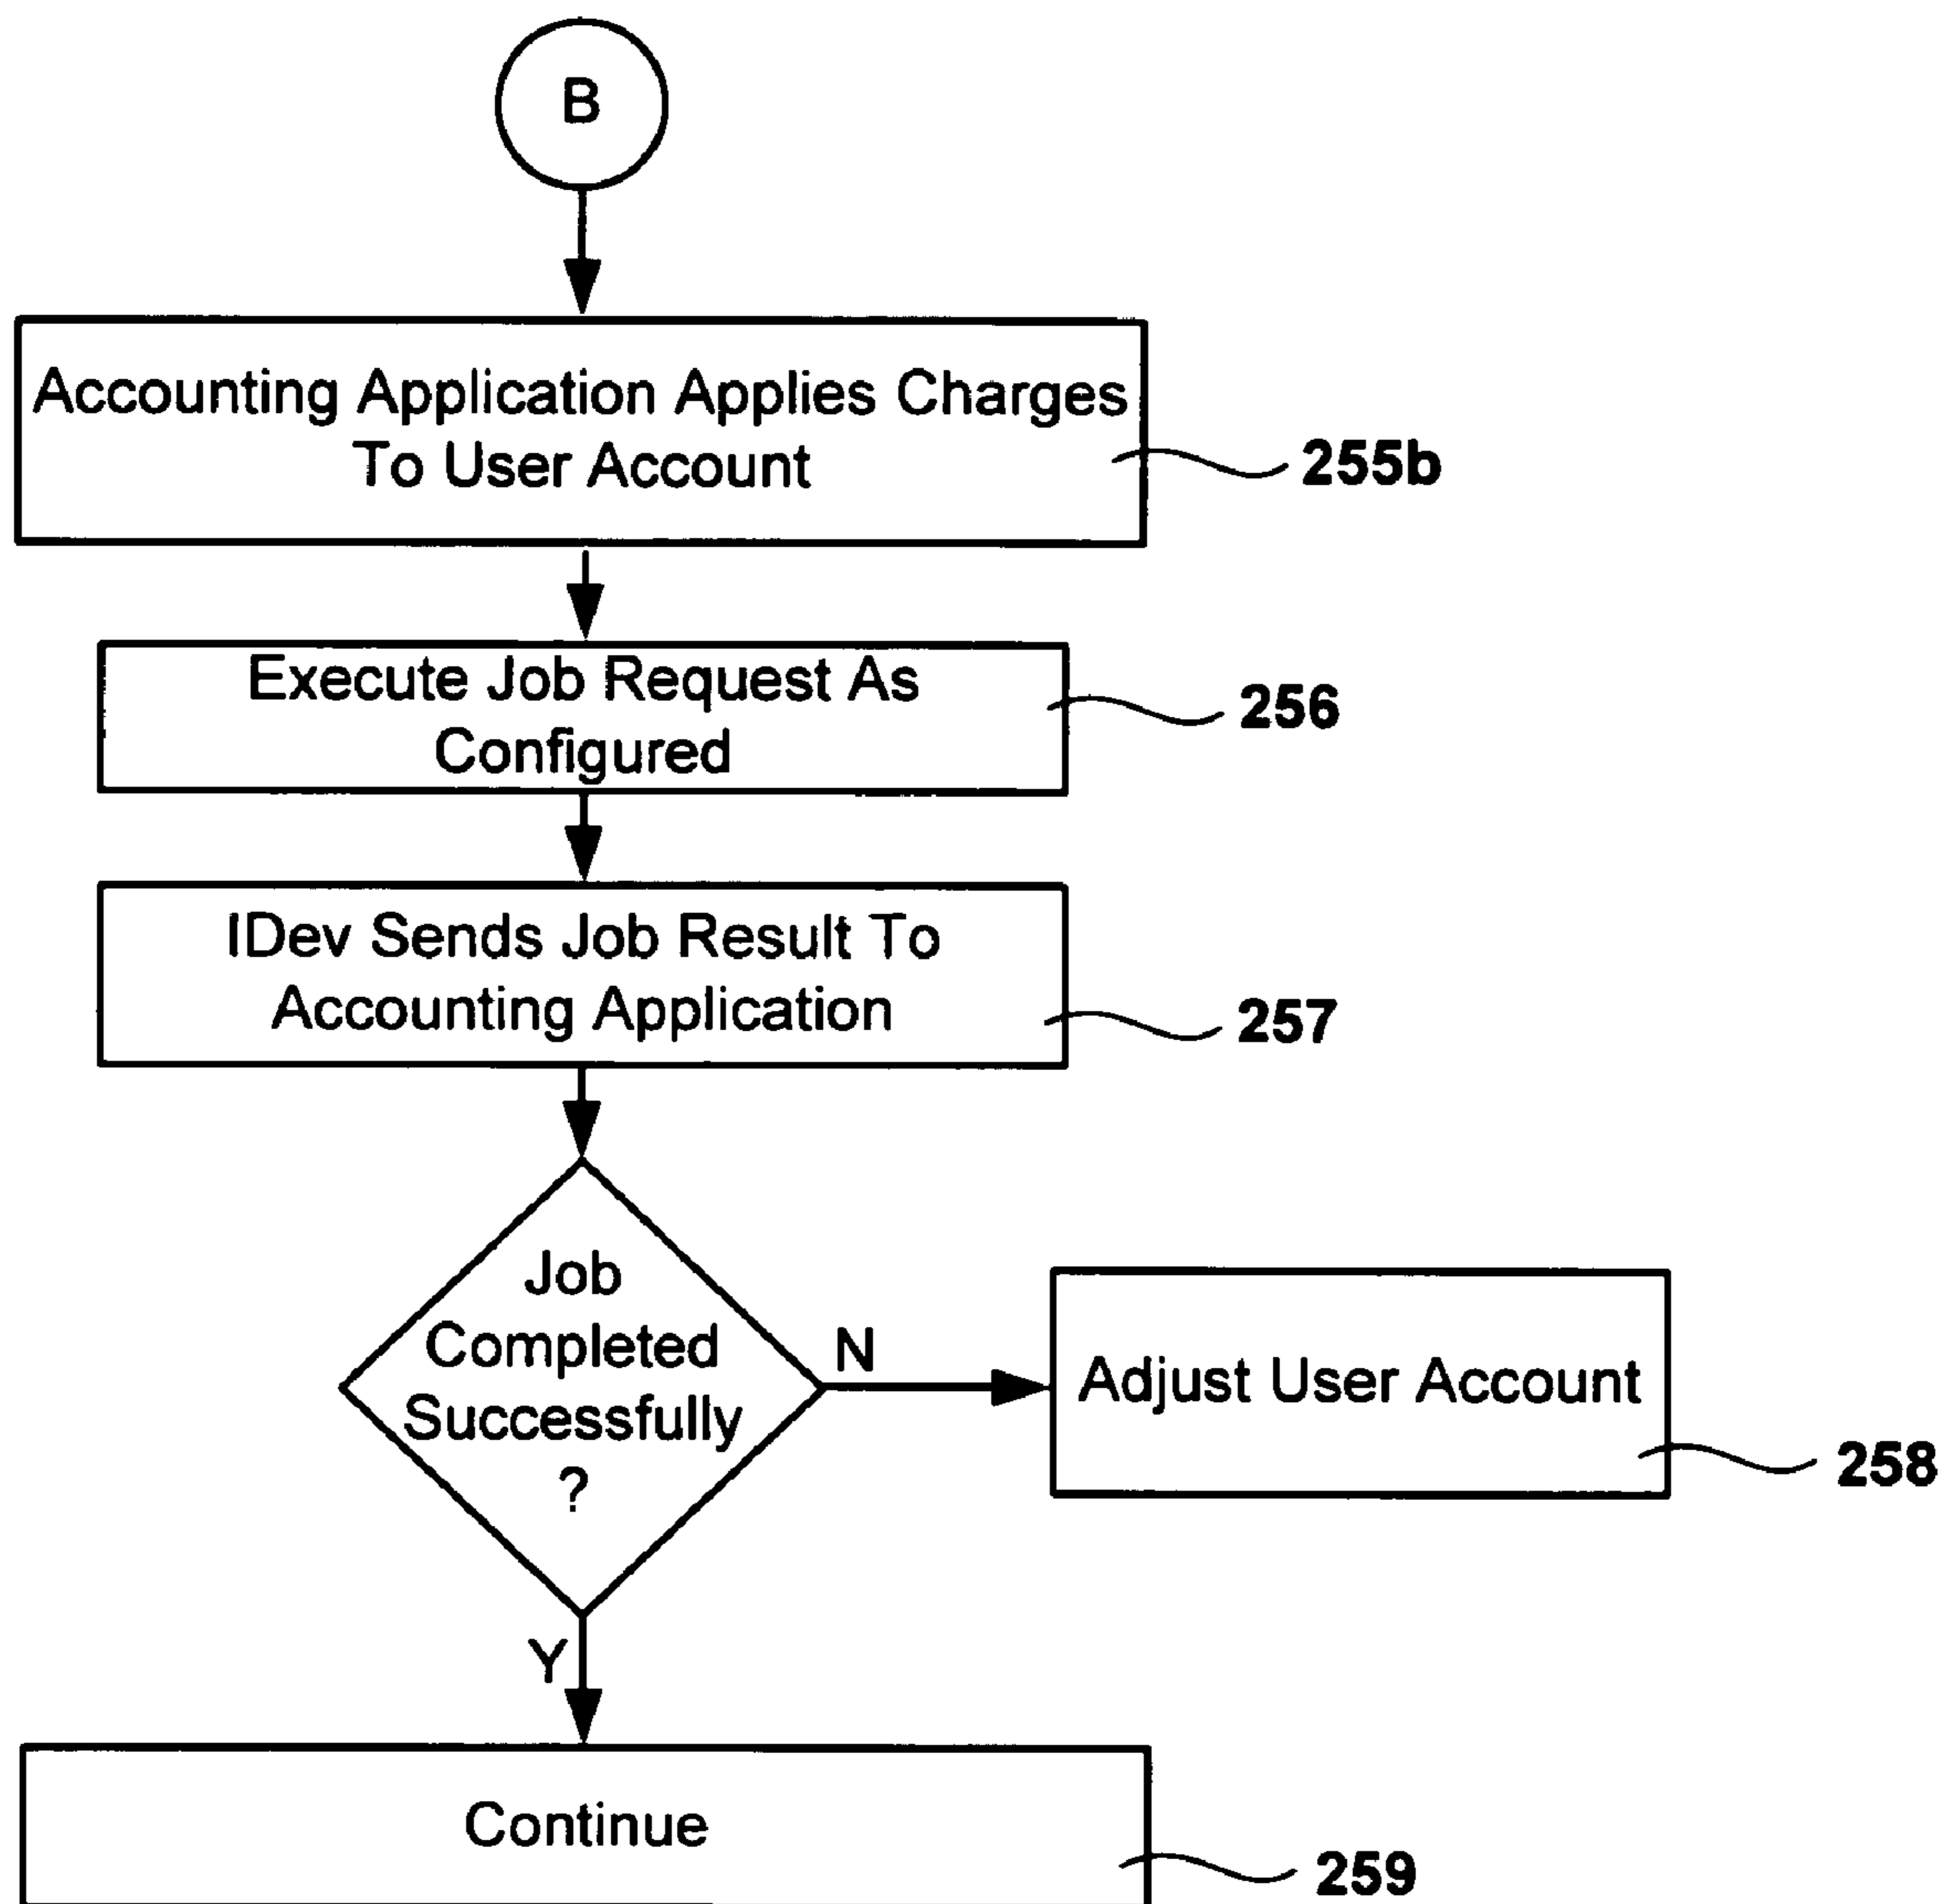 B
Accounting Application Applies Charges
To User Account
255b
Execute Job Request As
Configured
256
IDev Sends Job Result To
Accounting Application
257
Job
Completed
Successfully
?
N
Adjust User Account
258
Y
Continue
259